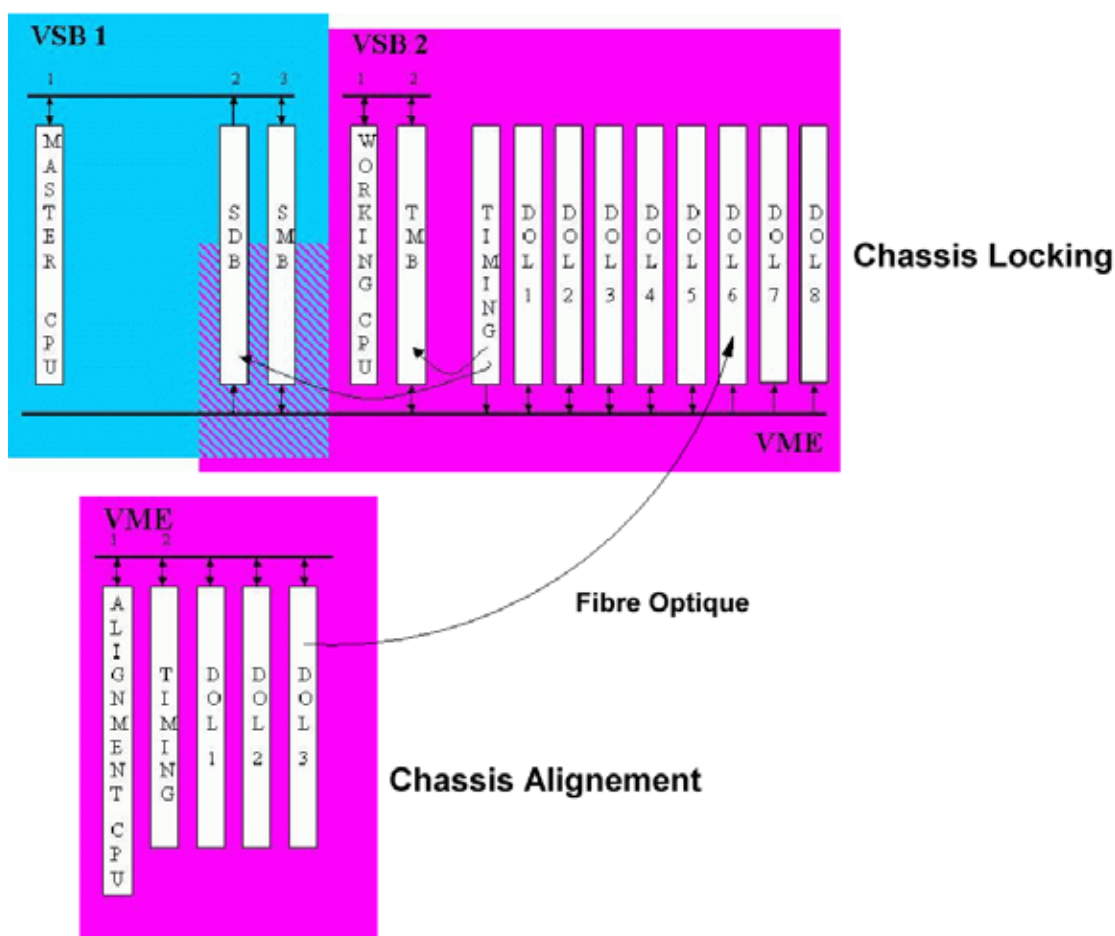 VSB 1
VSB 2
1
2
3
1
2
MASTER CPU
SDB
SMB
WORKING CPU
TMB
TIMING
DOL 1
DOL 2
DOL 3
DOL 4
DOL 5
DOL 6
DOL 7
DOL 8
Chassis Locking
VME
VME
1
2
ALIGNMENT CPU
TIMING
DOL 1
DOL 2
DOL 3
Fibre Optique
Chassis Alignement